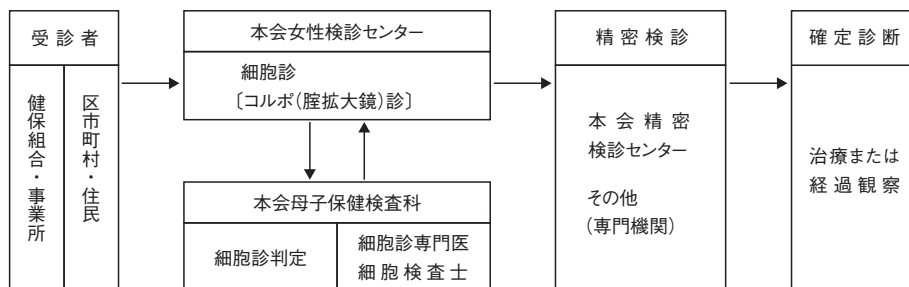 受診者
健保組合・事業所
区市町村・住民
本会女性検診センター
細胞診
〔コルポ(腟拡大鏡)診〕
本会母子保健検査科
細胞診判定
細胞診専門医
細胞検査士
精密検診
本会精密
検診センター
その他
(専門機関)
確定診断
治療または
経過観察